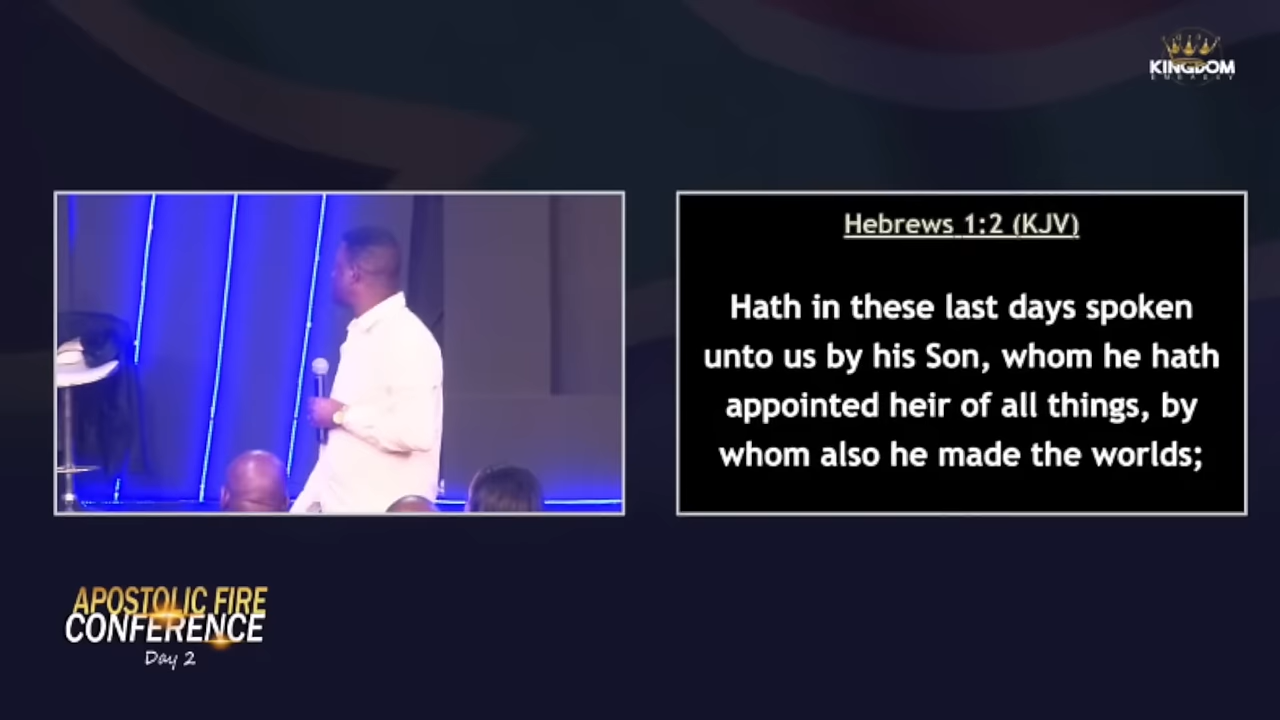 KINGDOM
EMBASSY
Hebrews 1:2 (KJV)
Hath in these last days spoken
unto us by his Son, whom he hath
appointed heir of all things, by
whom also he made the worlds;
APOSTOLIC FIRE
CONFERENCE
Day 2